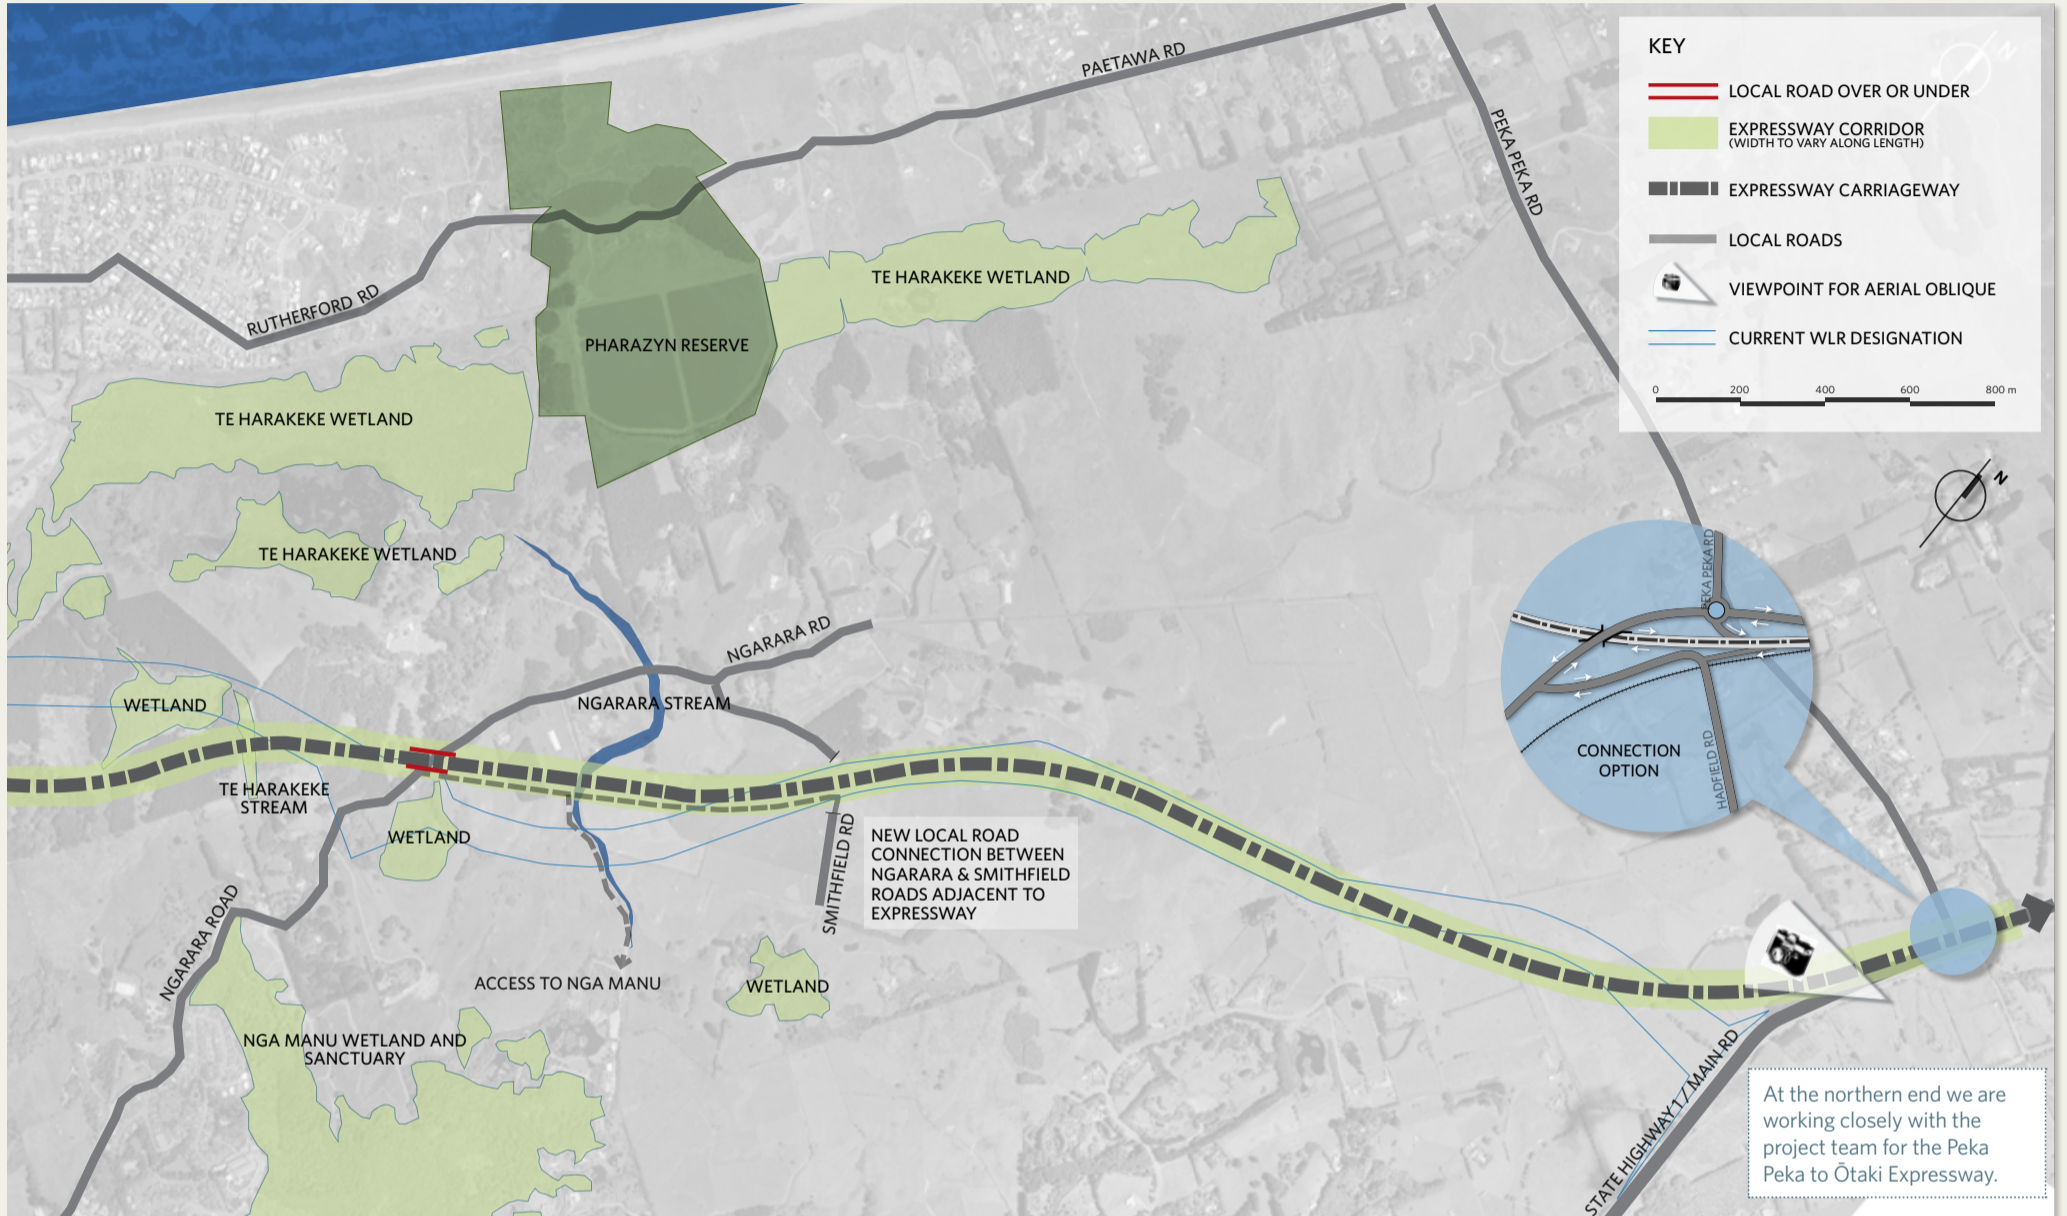 PAETAWA RD
PEKA PEKA RD
RUTHERFORD RD
TE HARAKEKE WETLAND
PHARAZYN RESERVE
TE HARAKEKE WETLAND
TE HARAKEKE WETLAND
NGARARA RD
NGARARA STREAM
WETLAND
TE HARAKEKE
STREAM
WETLAND
NGARARA ROAD
SMITHFIELD RD
NEW LOCAL ROAD
CONNECTION BETWEEN
NGARARA & SMITHFIELD
ROADS ADJACENT TO
EXPRESSWAY
ACCESS TO NGA MANU
WETLAND
NGA MANU WETLAND AND
SANCTUARY
KEY
LOCAL ROAD OVER OR UNDER
EXPRESSWAY CORRIDOR
(WIDTH TO VARY ALONG LENGTH)
EXPRESSWAY CARRIAGEWAY
LOCAL ROADS
VIEWPOINT FOR AERIAL OBLIQUE
CURRENT WLR DESIGNATION
0 200 400 600 800 m
N
N
PEKA PEKA RD
CONNECTION
OPTION
HADFIELD RD
STATE HIGHWAY 1 / MAIN RD
At the northern end we are
working closely with the
project team for the Peka
Peka to Ōtaki Expressway.